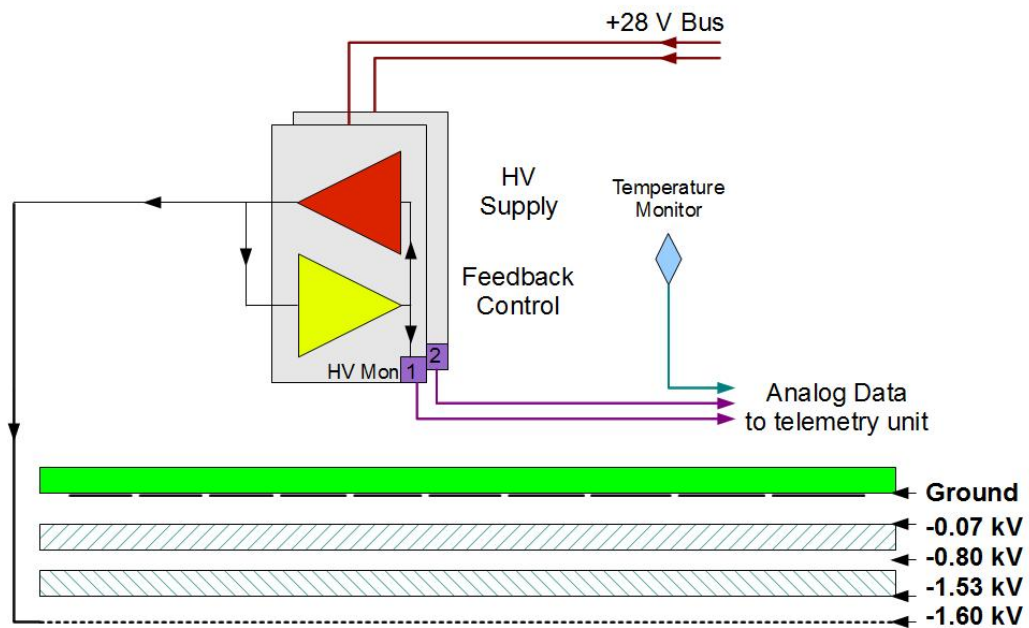 +28 V Bus
HV
Supply
Temperature
Monitor
Feedback
Control
HV Mon
1
2
Analog Data
to telemetry unit
Ground
-0.07 kV
-0.80 kV
-1.53 kV
-1.60 kV